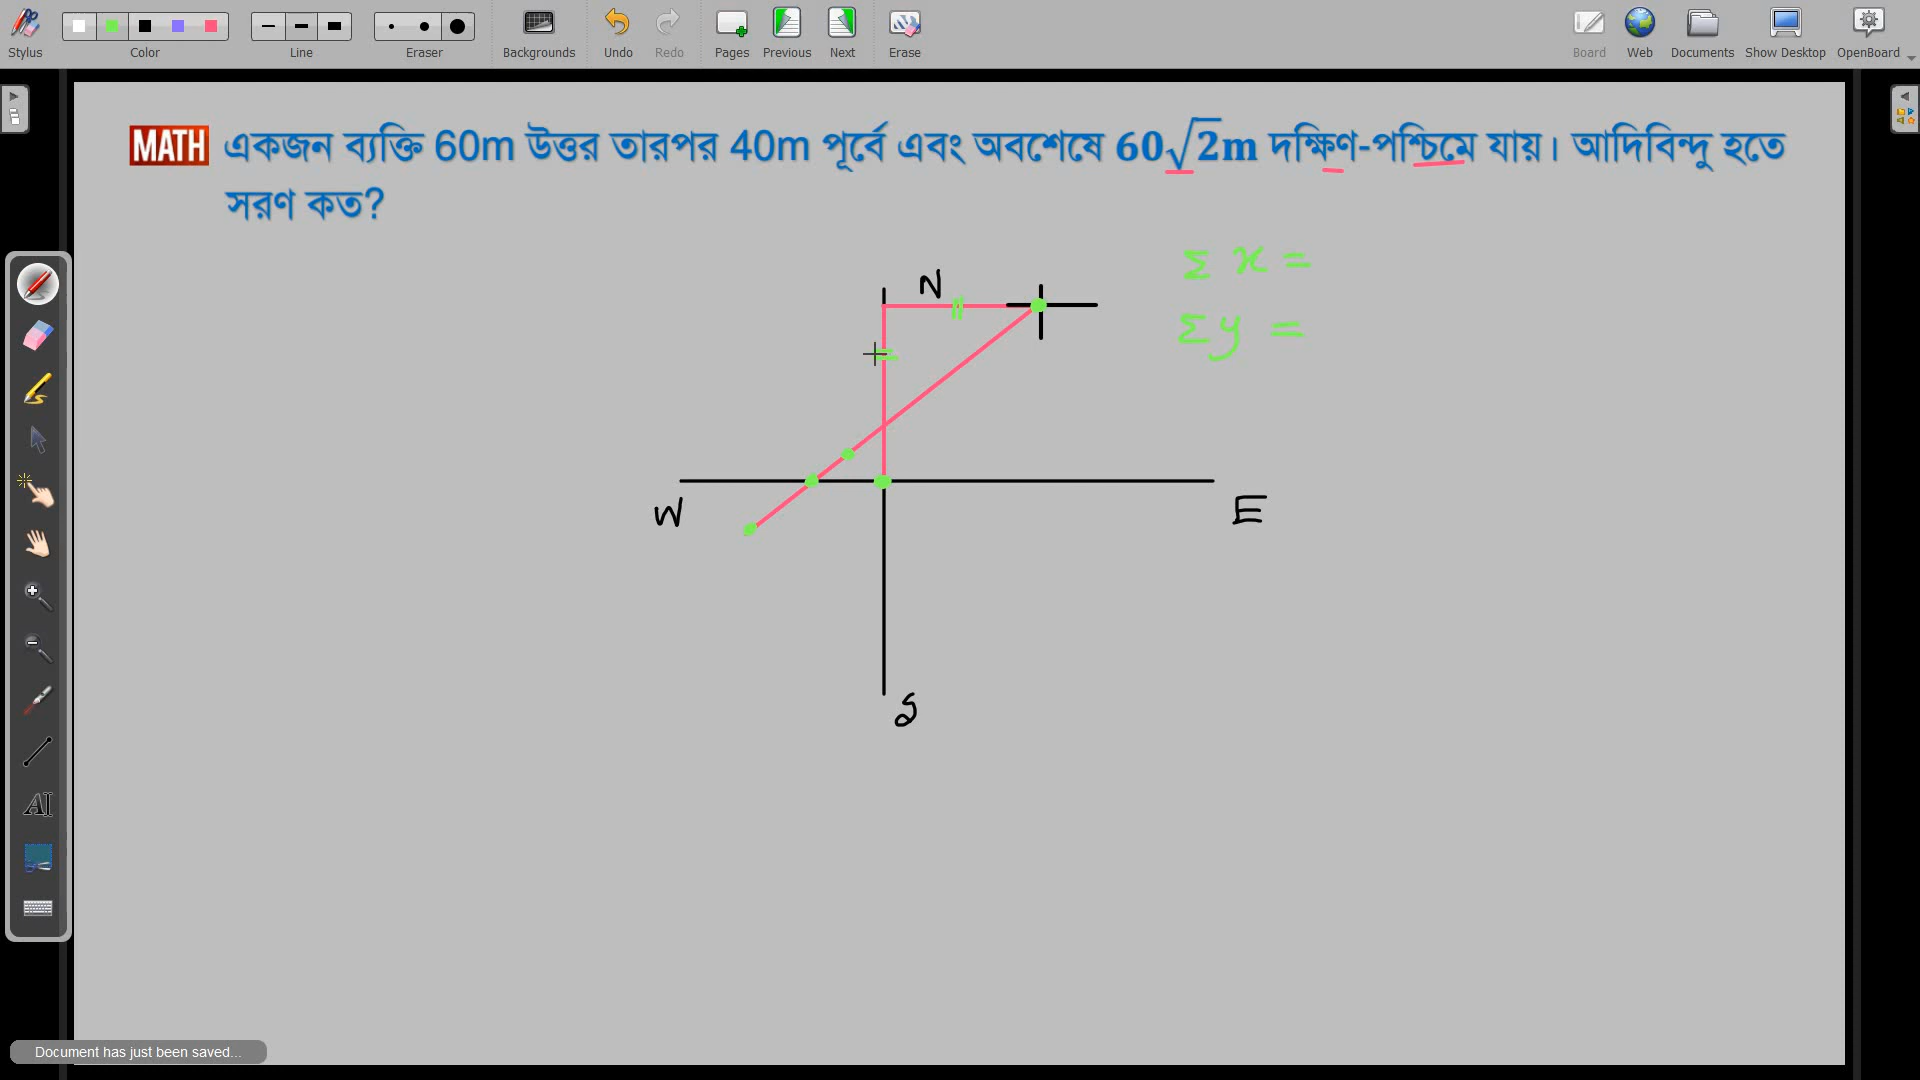 Stylus Color Line Eraser Backgrounds Undo Redo Pages Previous Next Erase Board Web Documents Show Desktop OpenBoard
MATH একজন ব্যক্তি 60m উত্তর তারপর 40m পূর্বে এবং অবশেষে 60√2m দক্ষিণ-পশ্চিমে যায়। আদিবিন্দু হতে
সরণ কত?
Σ x =
N
Σy =
W
E
S
AI
Document has just been saved...